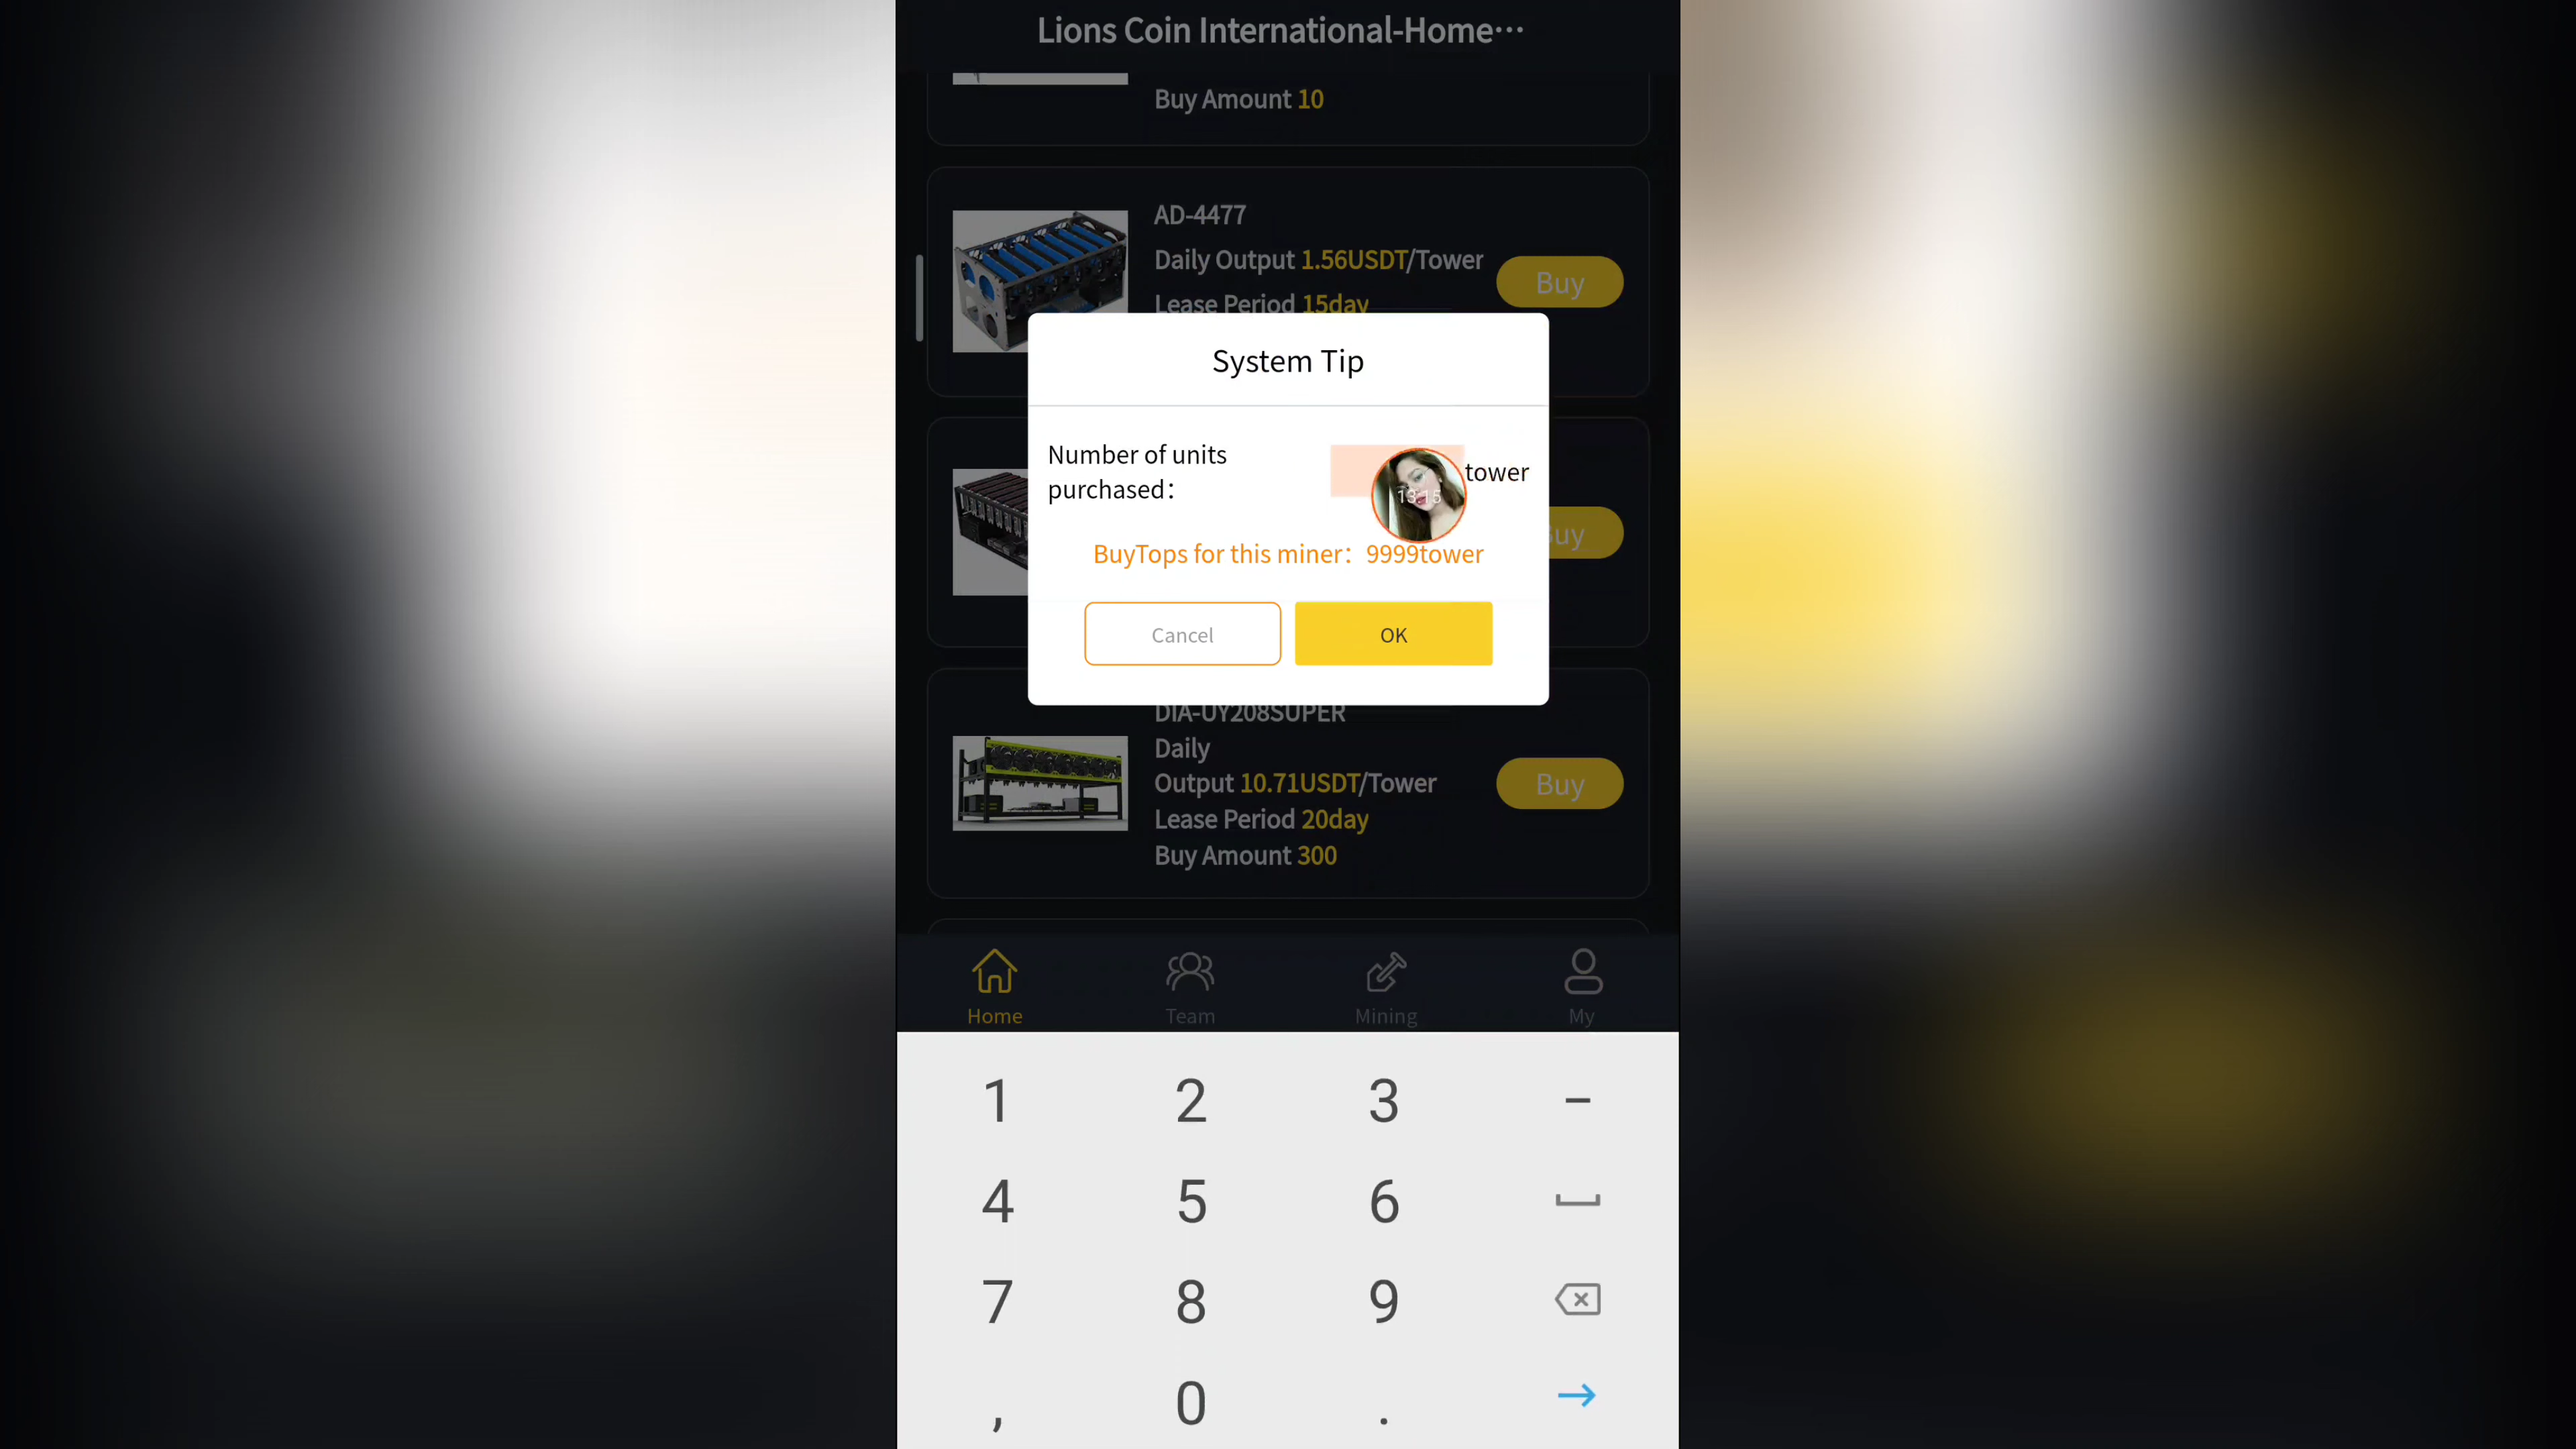 Lions Coin International-Home···
Buy Amount 10
AD-4477
Daily Output 1.56USDT/Tower
Lease Period 15day
Buy
System Tip
Number of units
purchased：
tower
13:15
BuyTops for this miner：9999tower
Buy
Cancel
OK
DIA-UY208SUPER
Daily
Output 10.71USDT/Tower
Lease Period 20day
Buy Amount 300
Buy
Home
Team
Mining
My
1
2
3
−
4
5
6
7
8
9
,
0
.